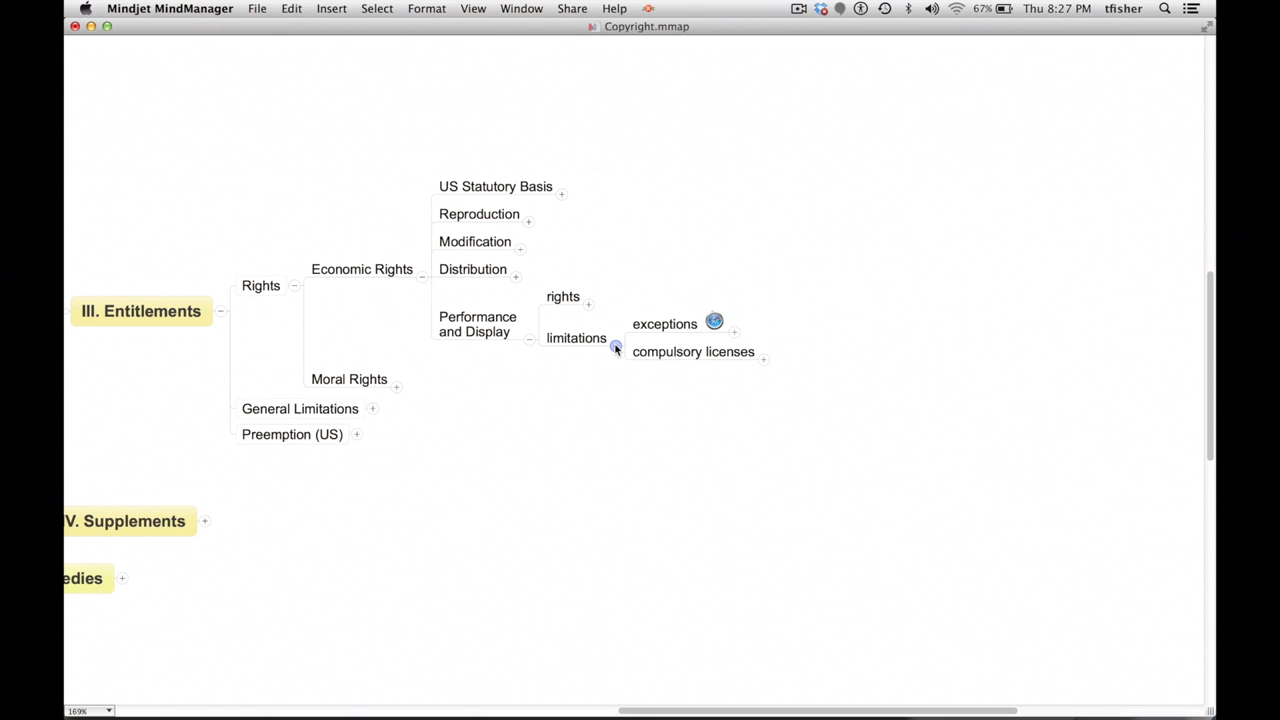 Mindjet MindManager File Edit Insert Select Format View Window Share Help 67% Thu 8:27 PM tfisher
Copyright.mmap
US Statutory Basis
Reproduction
Modification
Economic Rights
Distribution
Rights
rights
III. Entitlements
Performance
and Display
exceptions
limitations
compulsory licenses
Moral Rights
General Limitations
Preemption (US)
V. Supplements
edies
169%